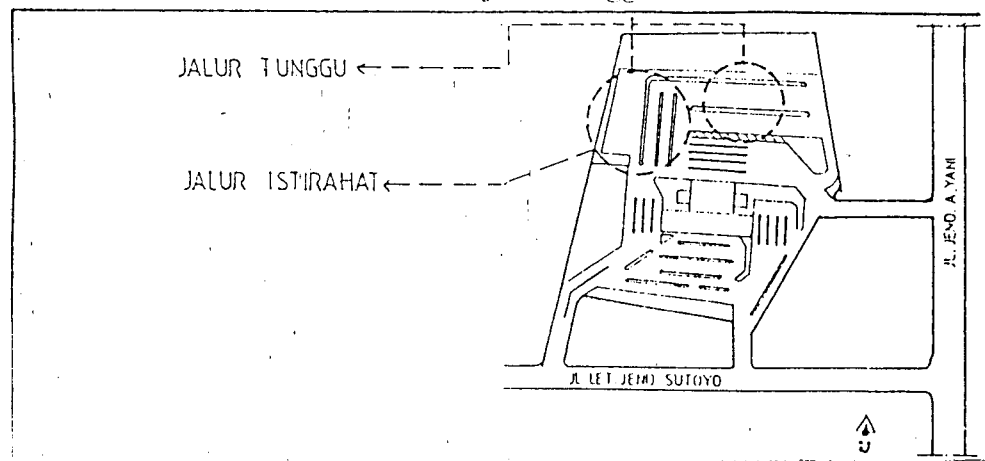 JALUR TUNGGU
JALUR ISTIRAHAT
JL. JEND. A. YANI
JL LET JEND SUTOYO
U